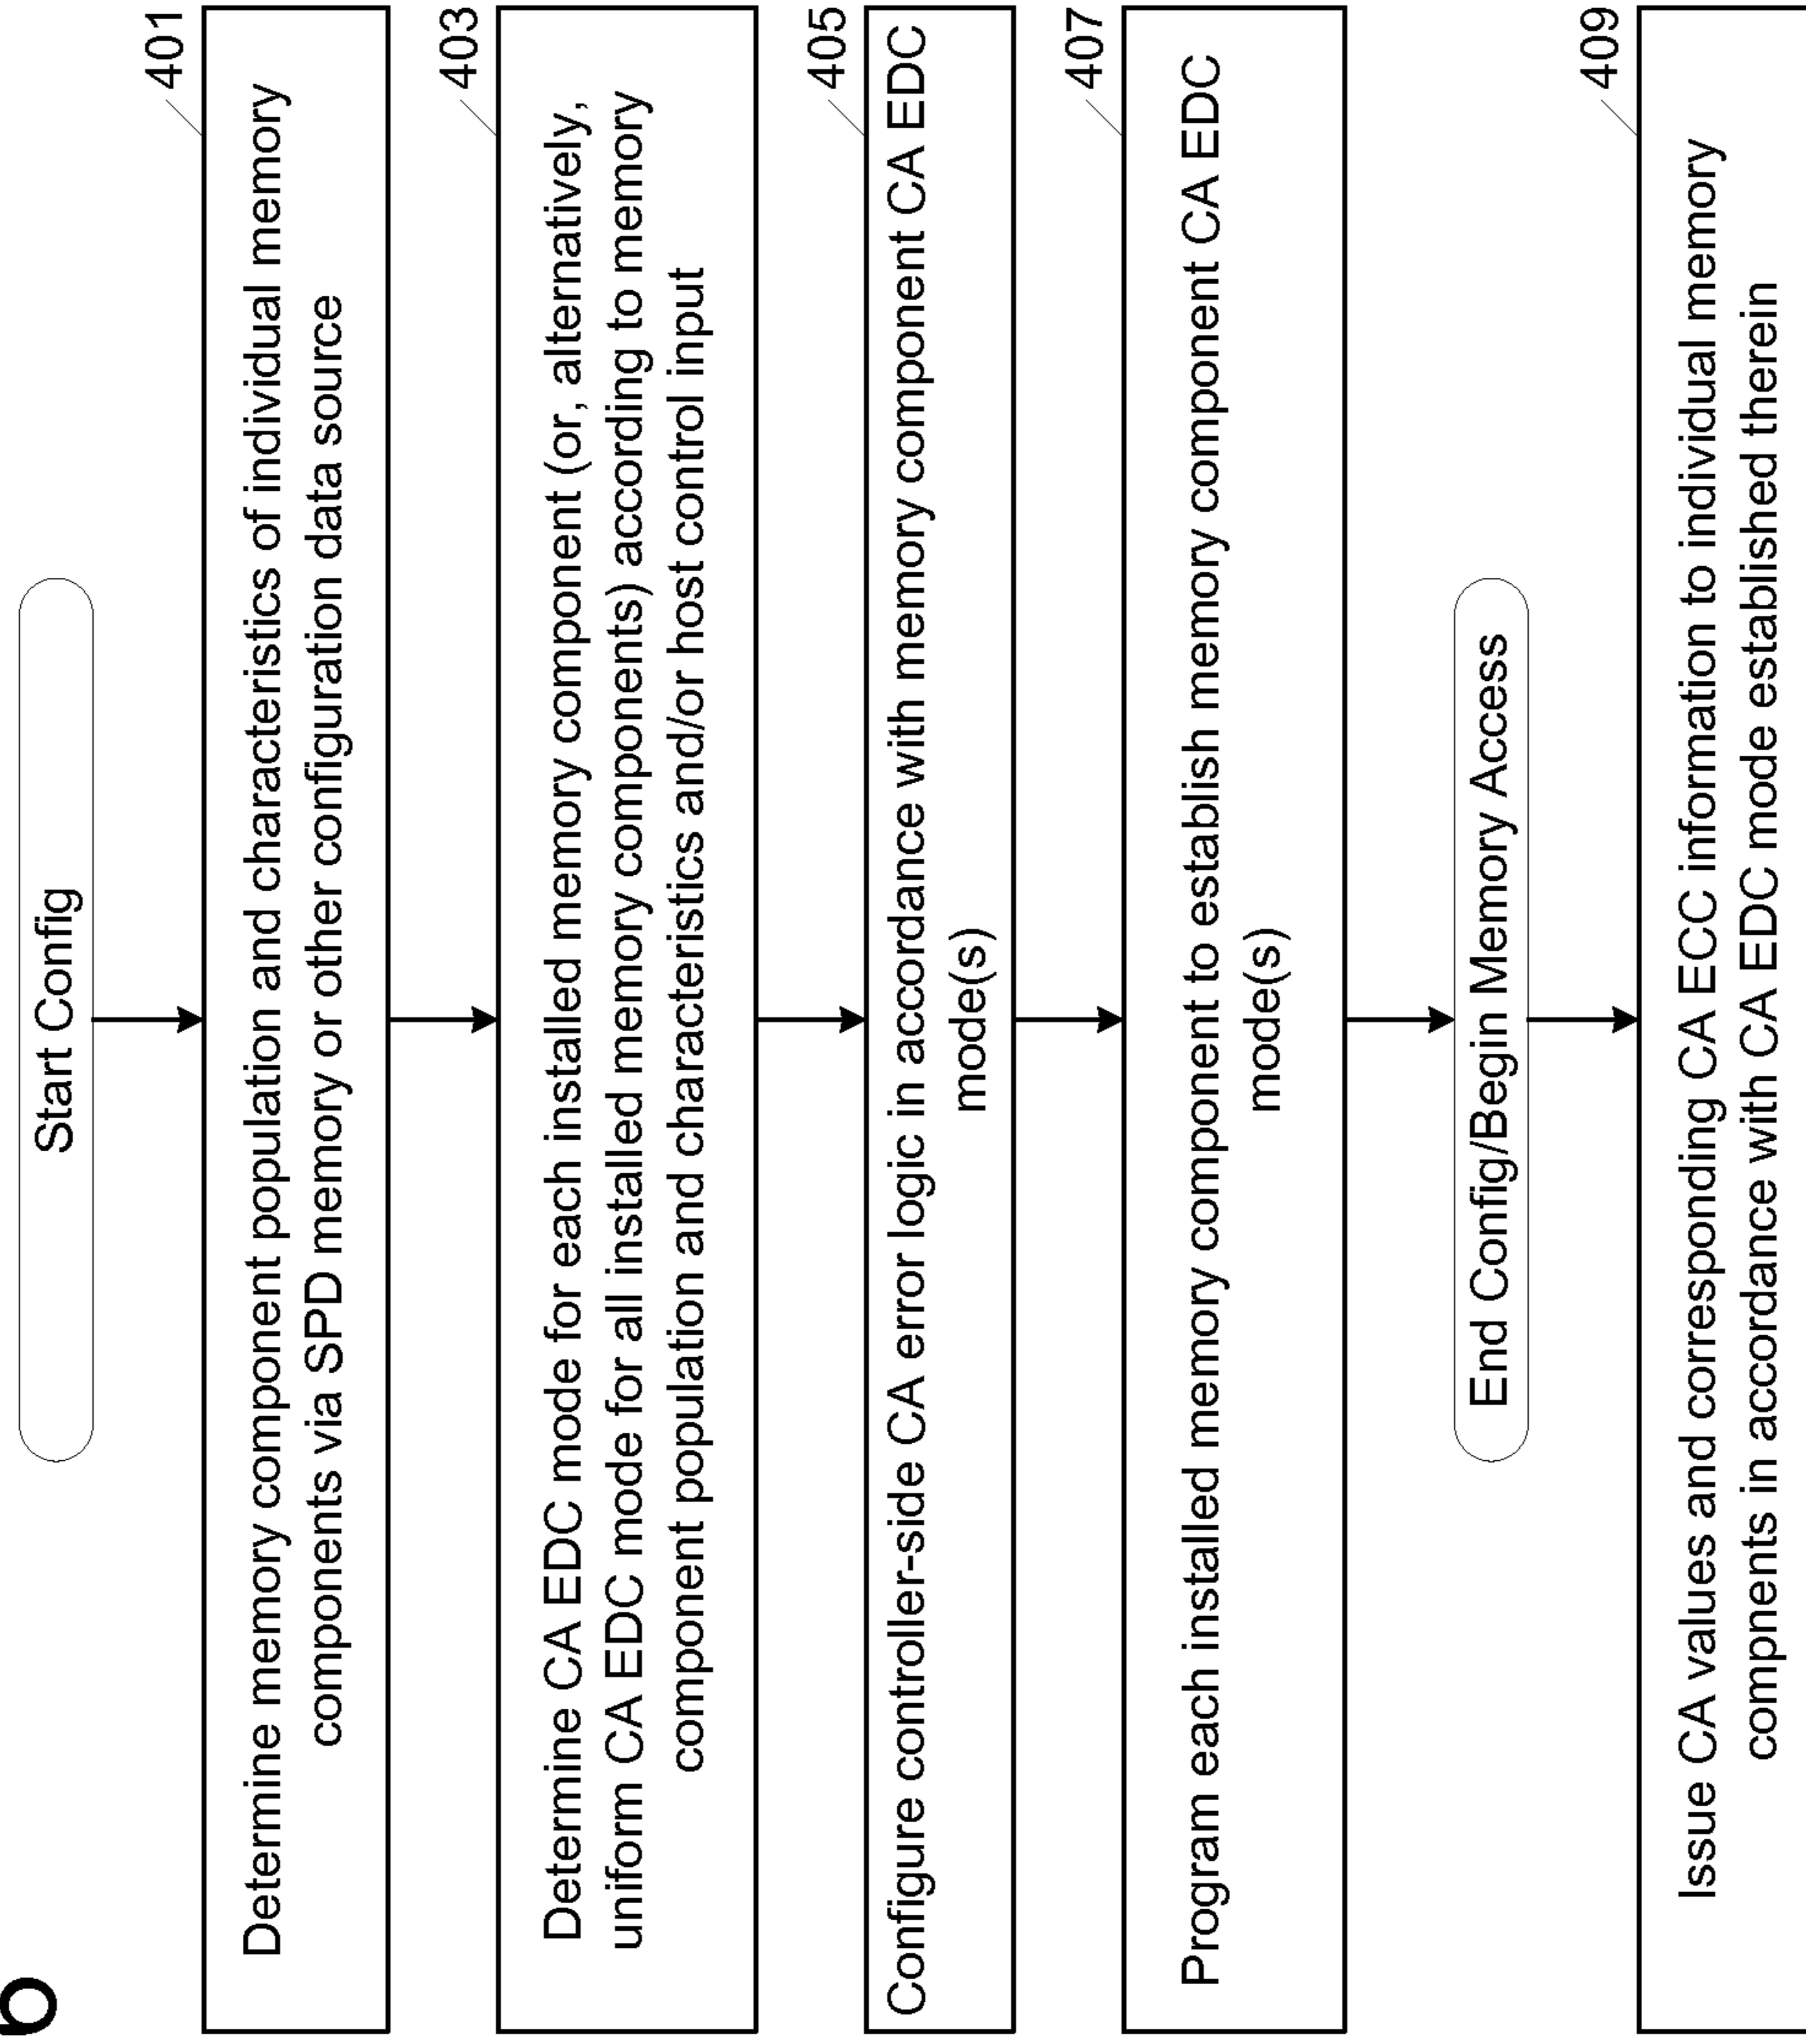 Start Config
401
Determine memory component population and characteristics of individual memory
components via SPD memory or other configuration data source
403
Determine CA EDC mode for each installed memory component (or, alternatively,
uniform CA EDC mode for all installed memory components) according to memory
component population and characteristics and/or host control input
405
Configure controller-side CA error logic in accordance with memory component CA EDC
mode(s)
407
Program each installed memory component to establish memory component CA EDC
mode(s)
End Config/Begin Memory Access
409
Issue CA values and corresponding CA ECC information to individual memory
compnents in accordance with CA EDC mode established therein